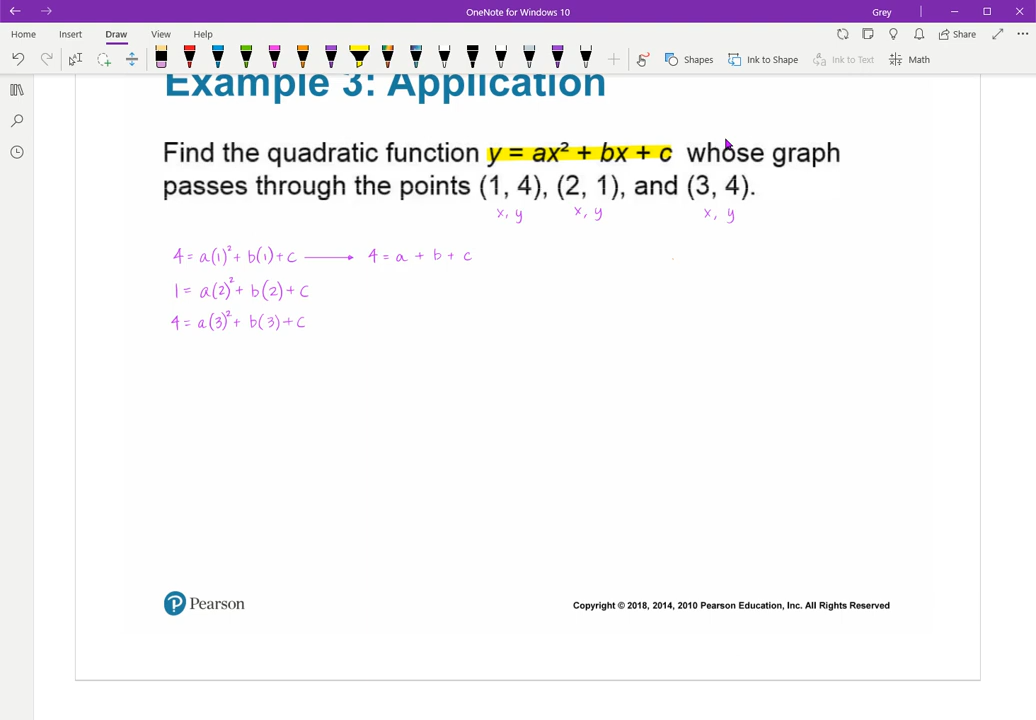 OneNote for Windows 10
Grey
Home Insert Draw View Help
Share
Shapes Ink to Shape Ink to Text Math
Example 3: Application
Find the quadratic function y = ax² + bx + c whose graph
passes through the points (1, 4), (2, 1), and (3, 4).
x, y x, y x, y
4 = a(1)² + b(1) + c ⟶ 4 = a + b + c
1 = a(2)² + b(2) + c
4 = a(3)² + b(3) + c
Pearson
Copyright © 2018, 2014, 2010 Pearson Education, Inc. All Rights Reserved